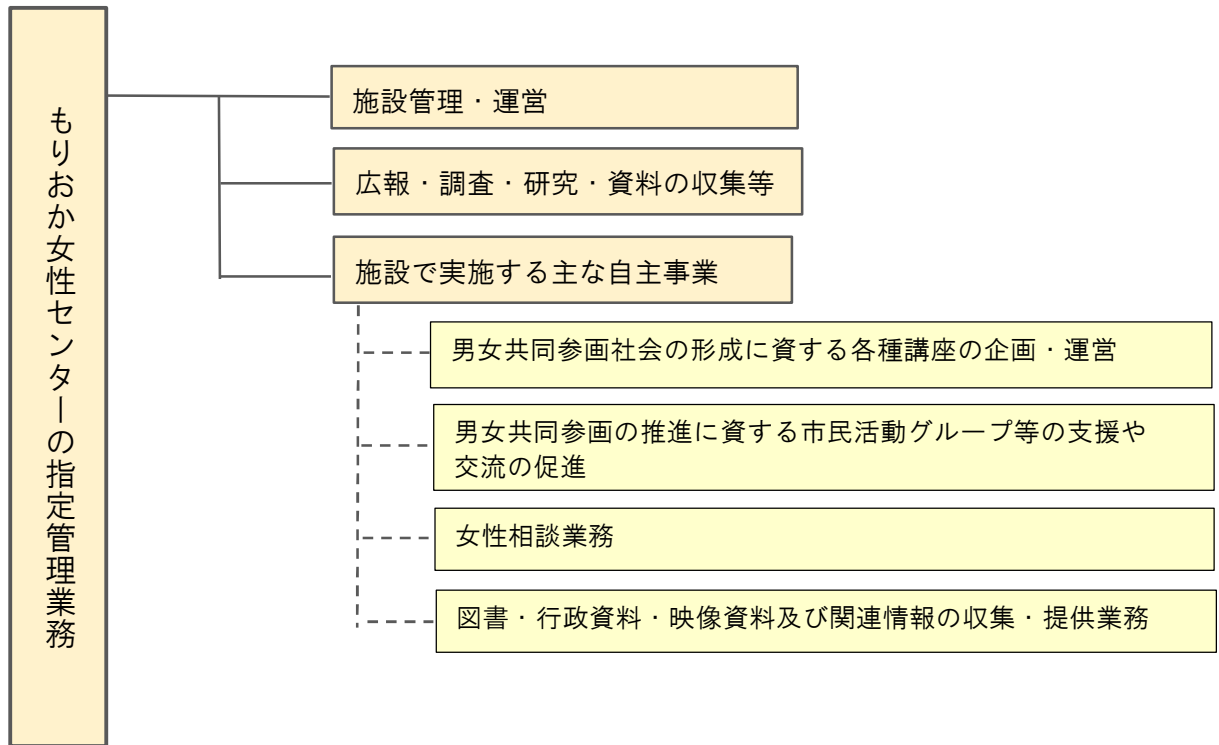 もりおか女性センターの指定管理業務
施設管理・運営
広報・調査・研究・資料の収集等
施設で実施する主な自主事業
男女共同参画社会の形成に資する各種講座の企画・運営
男女共同参画の推進に資する市民活動グループ等の支援や
交流の促進
女性相談業務
図書・行政資料・映像資料及び関連情報の収集・提供業務